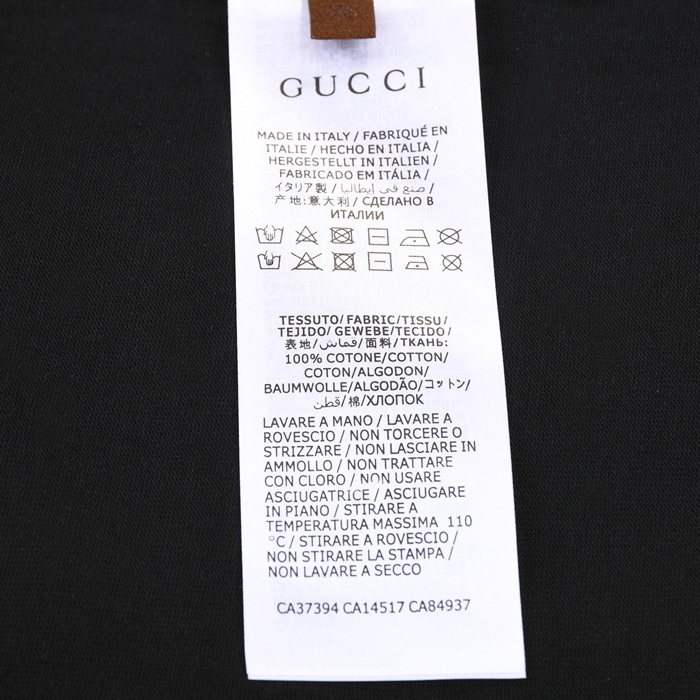 XS
GUCCI
MADE IN ITALY / FABRIQUÉ EN
ITALIE / HECHO EN ITALIA /
HERGESTELLT IN ITALIEN /
FABRICADO EM ITÁLIA /
イタリア製 / صنع في إيطاليا /
产地:意大利 / СДЕЛАНО В
ИТАЛИИ
TESSUTO/FABRIC/TISSU/
TEJIDO/GEWEBE/TECIDO/
表地/قماش/面料/ТКАНЬ:
100% COTONE/COTTON/
COTON/ALGODON/
BAUMWOLLE/ALGODÃO/コットン/
قطن/棉/ХЛОПОК
LAVARE A MANO / LAVARE A
ROVESCIO / NON TORCERE O
STRIZZARE / NON LASCIARE IN
AMMOLLO / NON TRATTARE
CON CLORO / NON USARE
ASCIUGATRICE / ASCIUGARE
IN PIANO / STIRARE A
TEMPERATURA MASSIMA 110
°C / STIRARE A ROVESCIO /
NON STIRARE LA STAMPA /
NON LAVARE A SECCO
CA37394 CA14517 CA84937